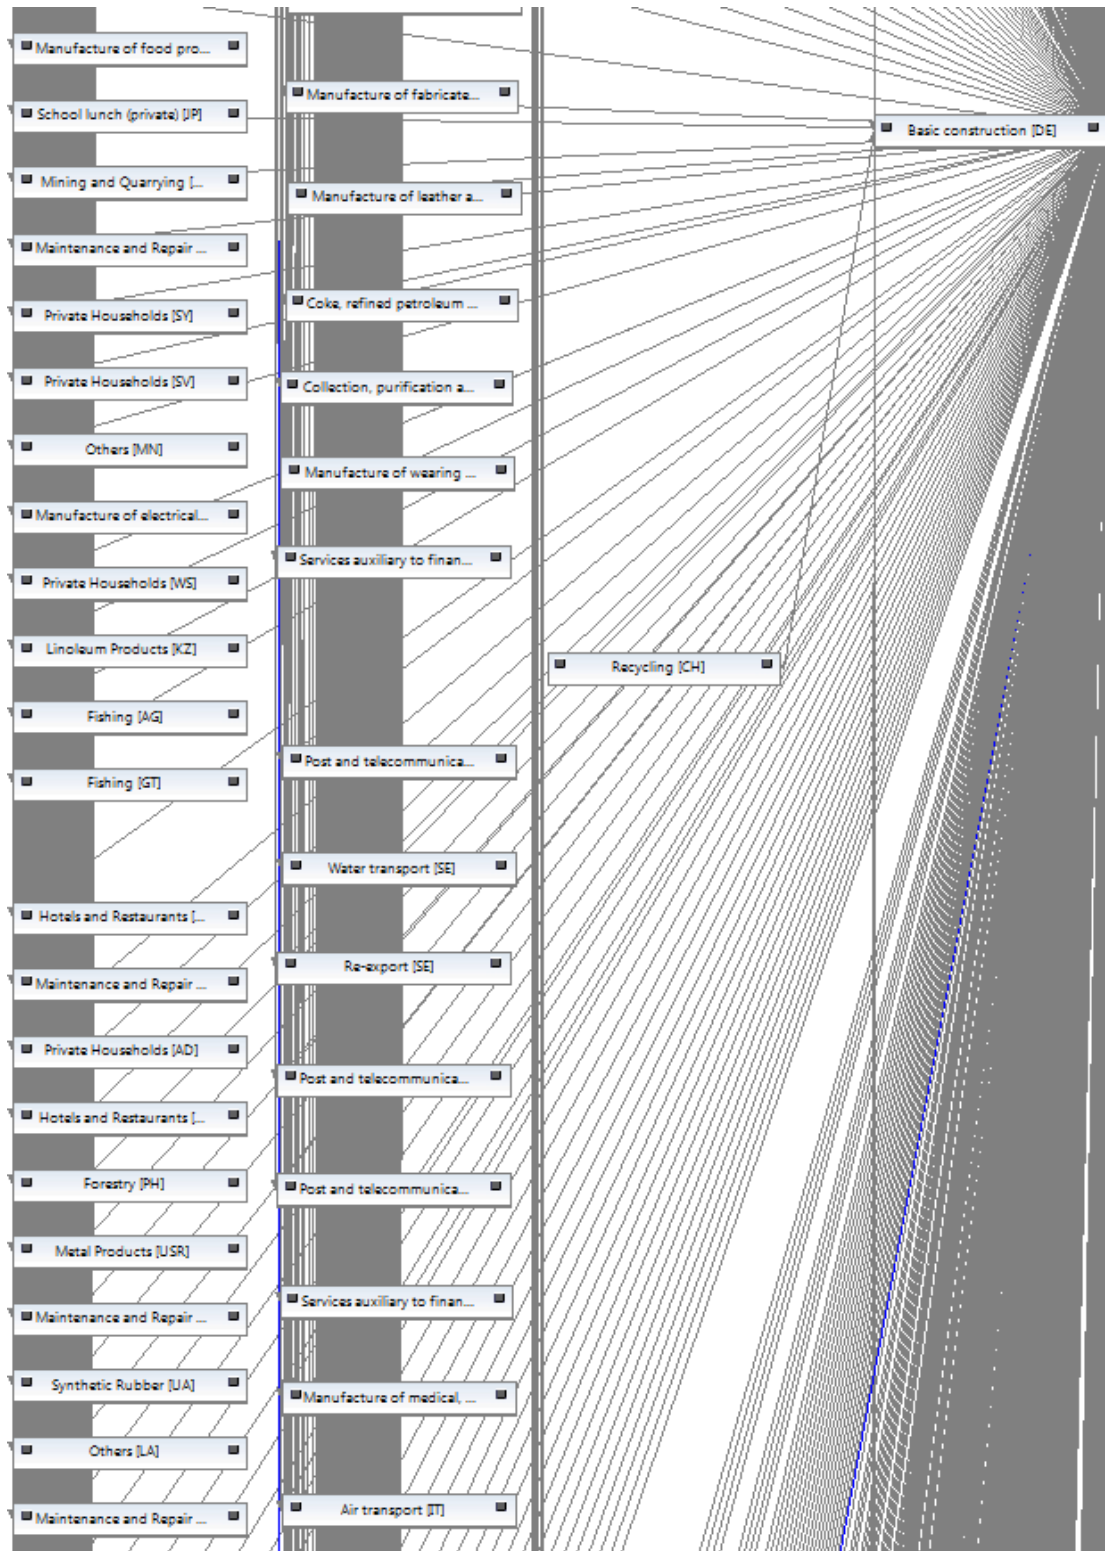 Manufacture of food pro...
School lunch (private) [JP]
Mining and Quarrying [...
Maintenance and Repair ...
Private Households [SY]
Private Households [SV]
Others [MN]
Manufacture of electrical...
Private Households [WS]
Linoleum Products [KZ]
Fishing [AG]
Fishing [GT]
Hotels and Restaurants [...
Maintenance and Repair ...
Private Households [AD]
Hotels and Restaurants [...
Forestry [PH]
Metal Products [USR]
Maintenance and Repair ...
Synthetic Rubber [UA]
Others [LA]
Maintenance and Repair ...
Manufacture of fabricate...
Manufacture of leather a...
Coke, refined petroleum ...
Collection, purification a...
Manufacture of wearing ...
Services auxiliary to finan...
Post and telecommunica...
Water transport [SE]
Re-export [SE]
Post and telecommunica...
Post and telecommunica...
Services auxiliary to finan...
Manufacture of medical, ...
Air transport [IT]
Recycling [CH]
Basic construction [DE]